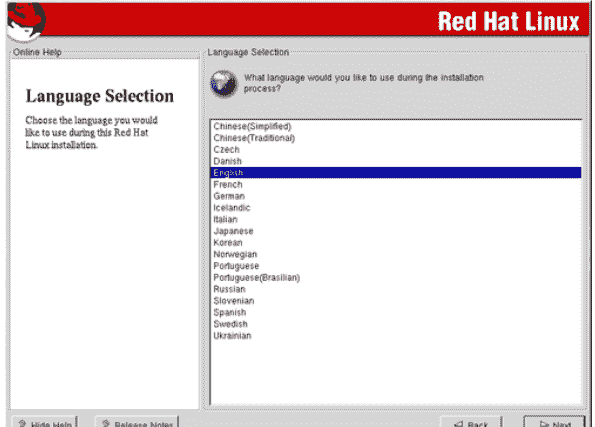 Red Hat Linux
Online Help
Language Selection
Choose the language you would
like to use during this Red Hat
Linux installation.
Language Selection
What language would you like to use during the installation
process?
Chinese(Simplified)
Chinese(Traditional)
Czech
Danish
English
French
German
Icelandic
Italian
Japanese
Korean
Norwegian
Portuguese
Portuguese(Brasilian)
Russian
Slovenian
Spanish
Swedish
Ukrainian
Hide Help
Release Notes
Back
Next